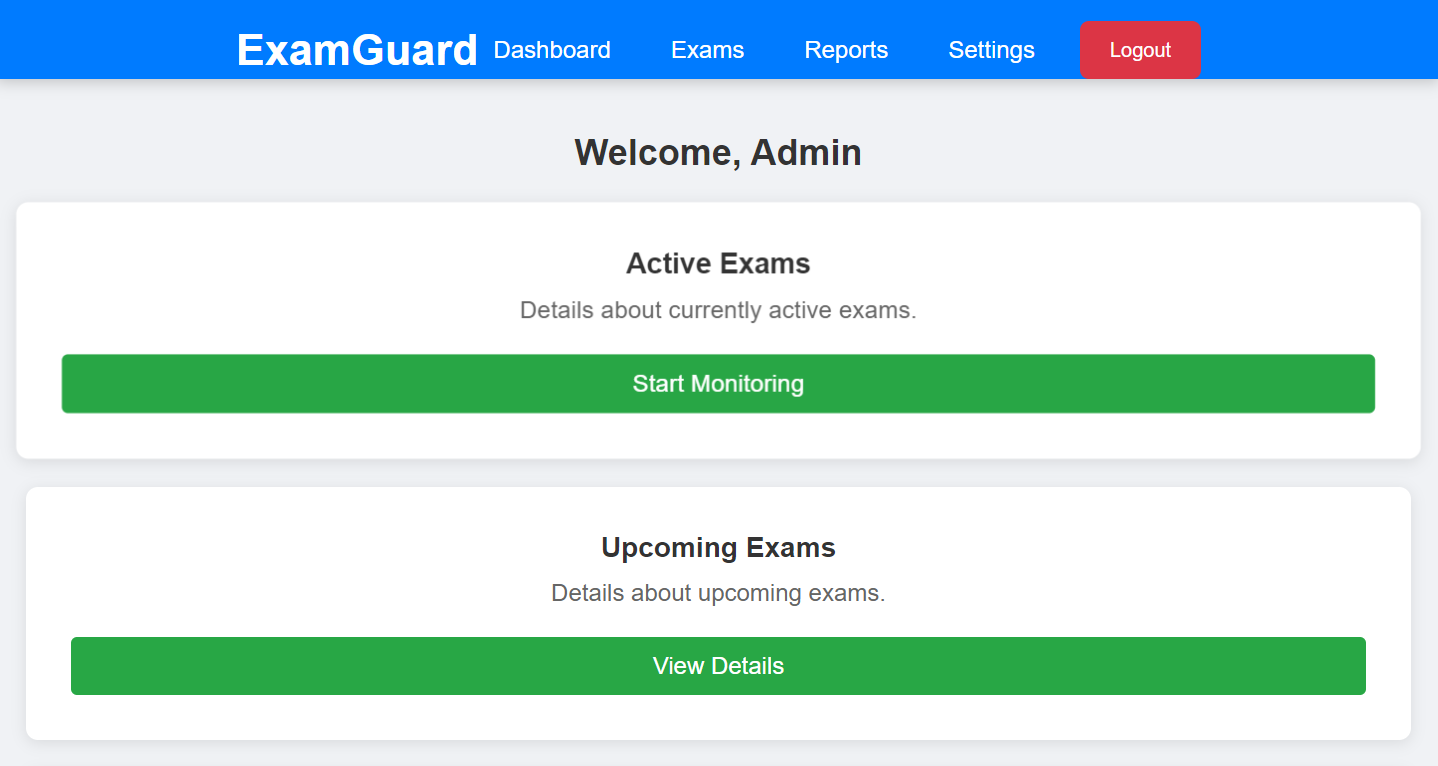 ExamGuard Dashboard Exams Reports Settings Logout
Welcome, Admin
Active Exams
Details about currently active exams.
Start Monitoring
Upcoming Exams
Details about upcoming exams.
View Details